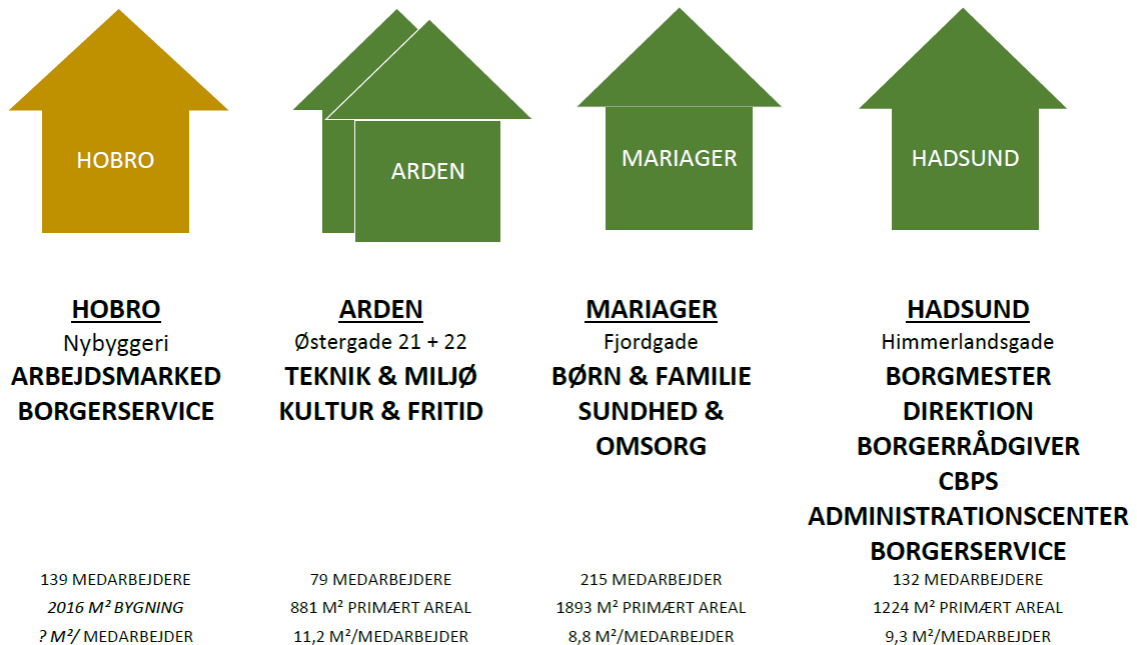 HOBRO
ARDEN
MARIAGER
HADSUND
HOBRO
Nybyggeri
ARBEJDSMARKED
BORGERSERVICE
139 MEDARBEJDERE
2016 M² BYGNING
? M²/ MEDARBEJDER
ARDEN
Østergade 21 + 22
TEKNIK & MILJØ
KULTUR & FRITID
79 MEDARBEJDERE
881 M² PRIMÆRT AREAL
11,2 M²/MEDARBEJDER
MARIAGER
Fjordgade
BØRN & FAMILIE
SUNDHED &
OMSORG
215 MEDARBEJDER
1893 M² PRIMÆRT AREAL
8,8 M²/MEDARBEJDER
HADSUND
Himmerlandsgade
BORGMESTER
DIREKTION
BORGERRÅDGIVER
CBPS
ADMINISTRATIONSCENTER
BORGERSERVICE
132 MEDARBEJDERE
1224 M² PRIMÆRT AREAL
9,3 M²/MEDARBEJDER